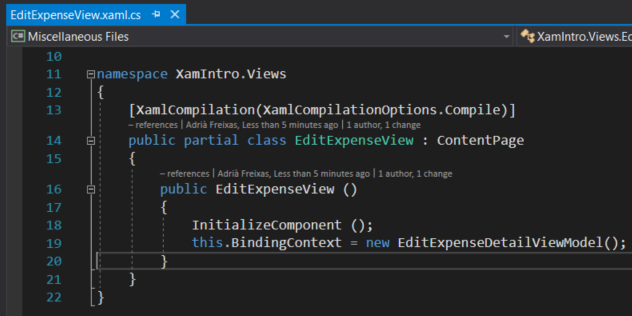 EditExpenseView.xaml.cs
C# Miscellaneous Files XamIntro.Views.Ec
10
11 namespace XamIntro.Views
12 {
13 [XamlCompilation(XamlCompilationOptions.Compile)]
– references | Adrià Freixas, Less than 5 minutes ago | 1 author, 1 change
14 public partial class EditExpenseView : ContentPage
15 {
– references | Adrià Freixas, Less than 5 minutes ago | 1 author, 1 change
16 public EditExpenseView ()
17 {
18 InitializeComponent ();
19 this.BindingContext = new EditExpenseDetailViewModel();
20 }
21 }
22 }